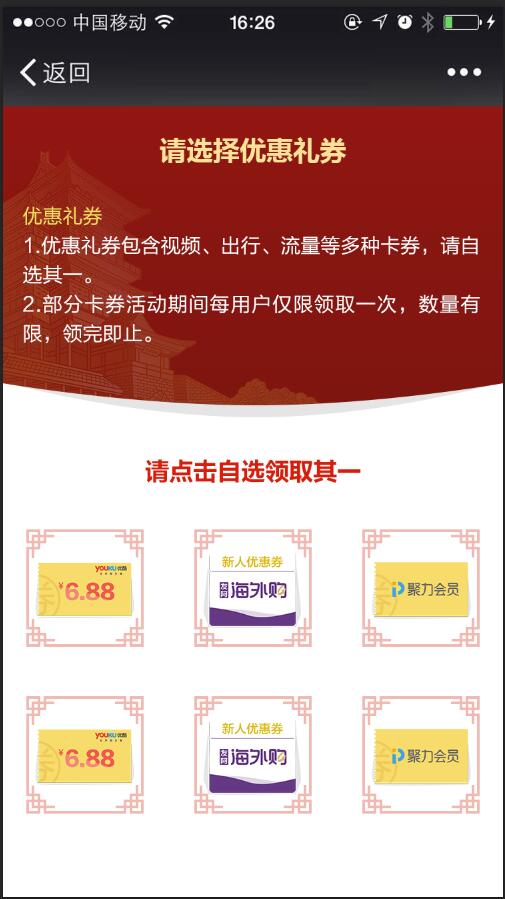 中国移动 16:26
返回
请选择优惠礼券
优惠礼券
1.优惠礼券包含视频、出行、流量等多种卡券，请自
选其一。
2.部分卡券活动期间每用户仅限领取一次，数量有
限，领完即止。
请点击自选领取其一
YOUKU优酷
¥6.88
新人优惠券
海外购
聚力会员
YOUKU优酷
¥6.88
新人优惠券
海外购
聚力会员